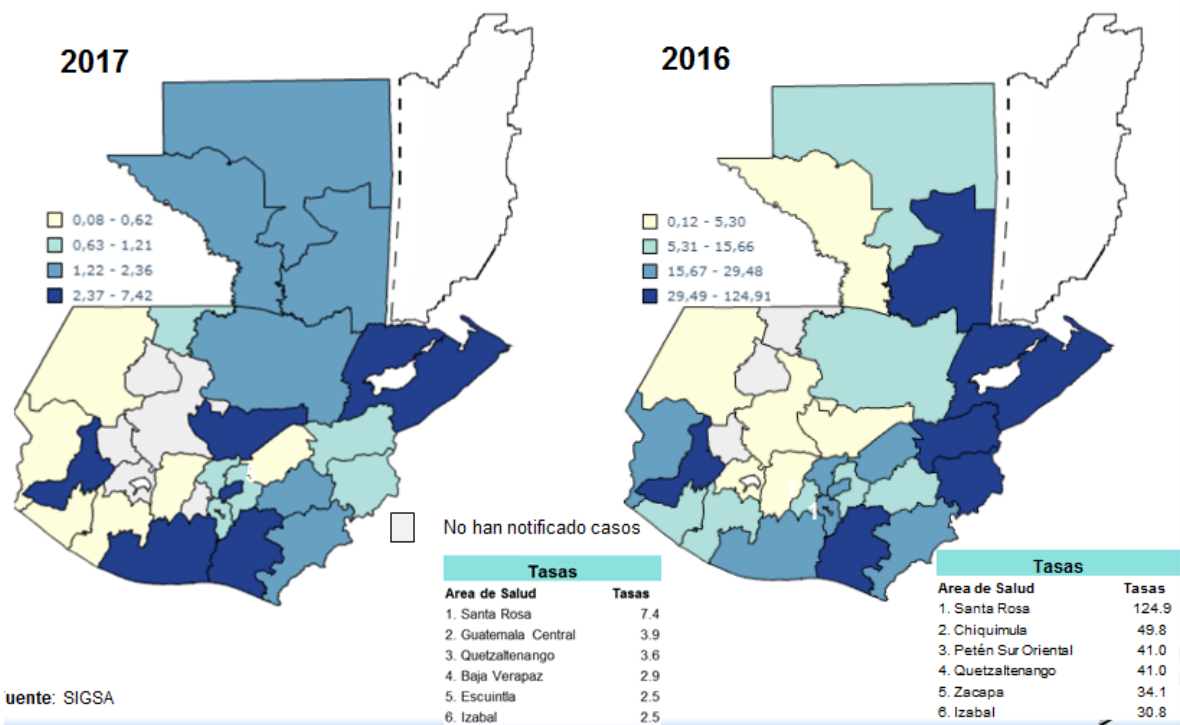 2017
2016
0,08 - 0,62
0,63 - 1,21
1,22 - 2,36
2,37 - 7,42
0,12 - 5,30
5,31 - 15,66
15,67 - 29,48
29,49 - 124,91
No han notificado casos
Tasas
Area de Salud Tasas
1. Santa Rosa 7.4
2. Guatemala Central 3.9
3. Quetzaltenango 3.6
4. Baja Verapaz 2.9
5. Escuintla 2.5
6. Izabal 2.5
Tasas
Area de Salud Tasas
1. Santa Rosa 124.9
2. Chiquimula 49.8
3. Petén Sur Oriental 41.0
4. Quetzaltenango 41.0
5. Zacapa 34.1
6. Izabal 30.8
uente: SIGSA